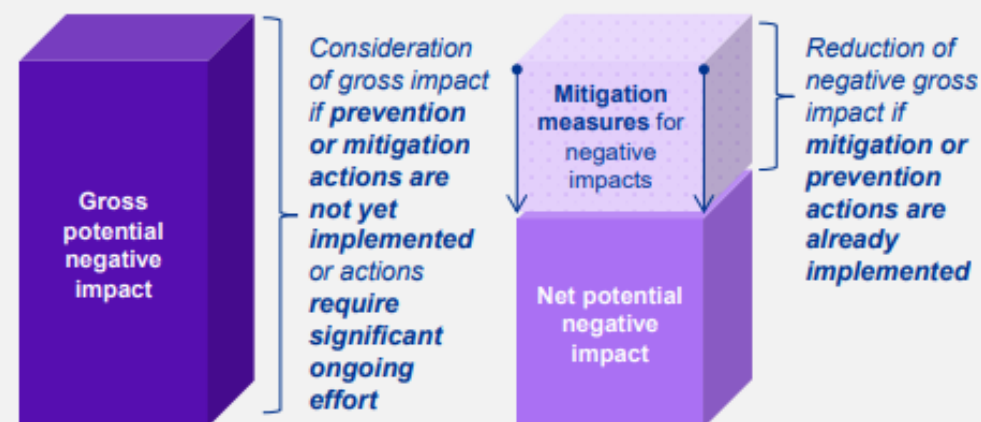 Gross
potential
negative
impact
Consideration
of gross impact
if prevention
or mitigation
actions are
not yet
implemented
or actions
require
significant
ongoing
effort
Mitigation
measures for
negative
impacts
Net potential
negative
impact
Reduction of
negative gross
impact if
mitigation or
prevention
actions are
already
implemented